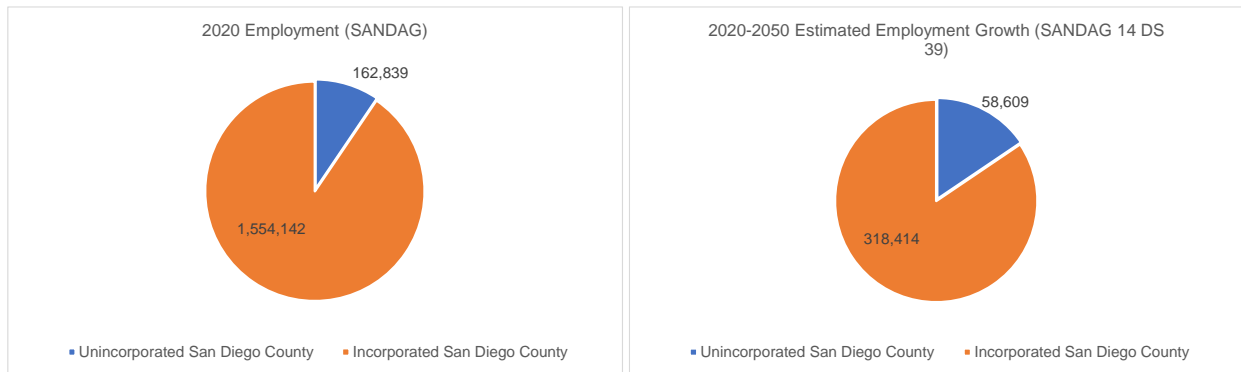 2020 Employment (SANDAG)
162,839
1,554,142
Unincorporated San Diego County
Incorporated San Diego County
2020-2050 Estimated Employment Growth (SANDAG 14 DS
39)
58,609
318,414
Unincorporated San Diego County
Incorporated San Diego County